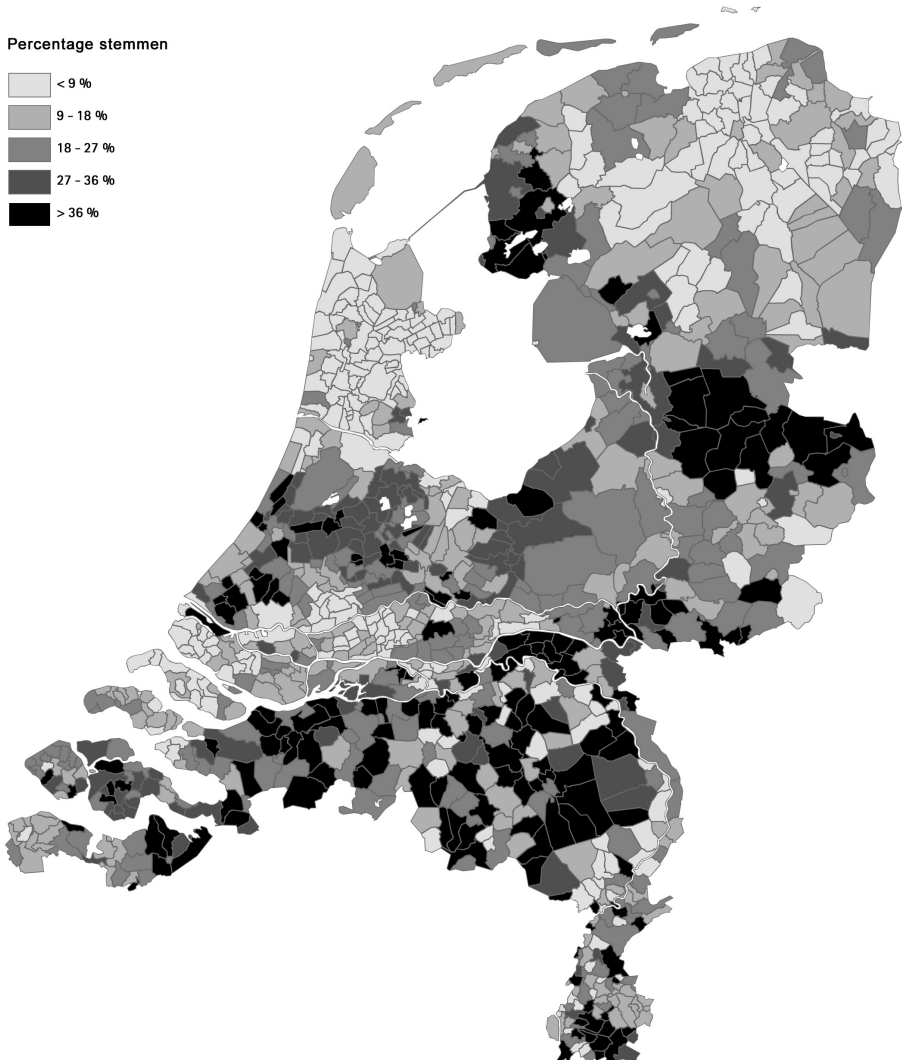 Percentage stemmen
< 9 %
9 - 18 %
18 - 27 %
27 - 36 %
> 36 %